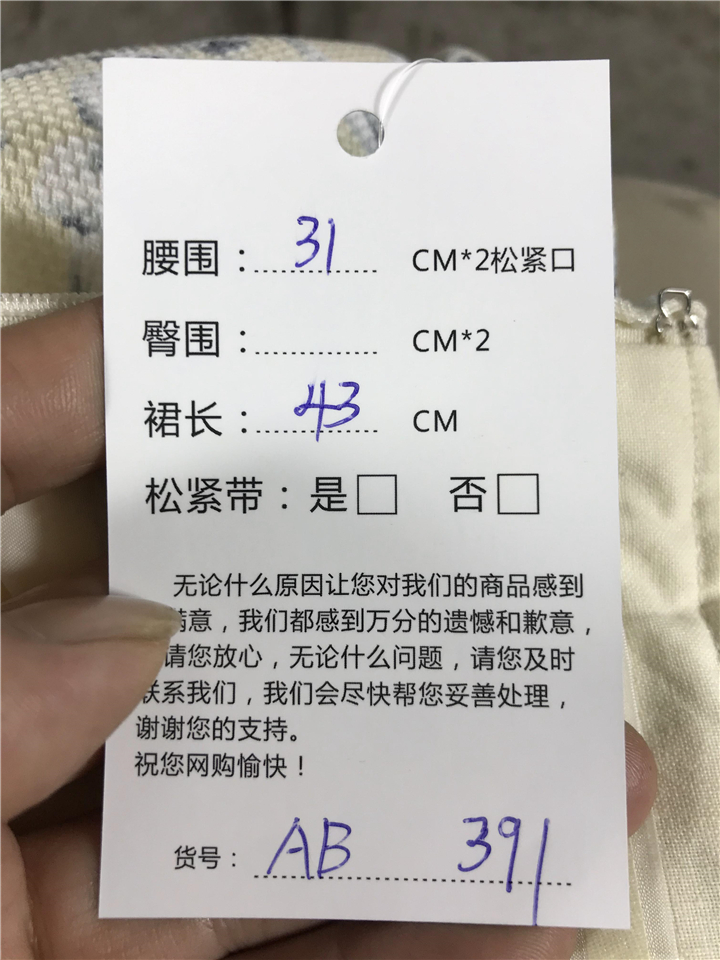 腰围：31 CM*2松紧口
臀围： CM*2
裙长：43 CM
松紧带：是□ 否□
无论什么原因让您对我们的商品感到
满意，我们都感到万分的遗憾和歉意，
请您放心，无论什么问题，请您及时
联系我们，我们会尽快帮您妥善处理，
谢谢您的支持。
祝您网购愉快！
货号：AB 391